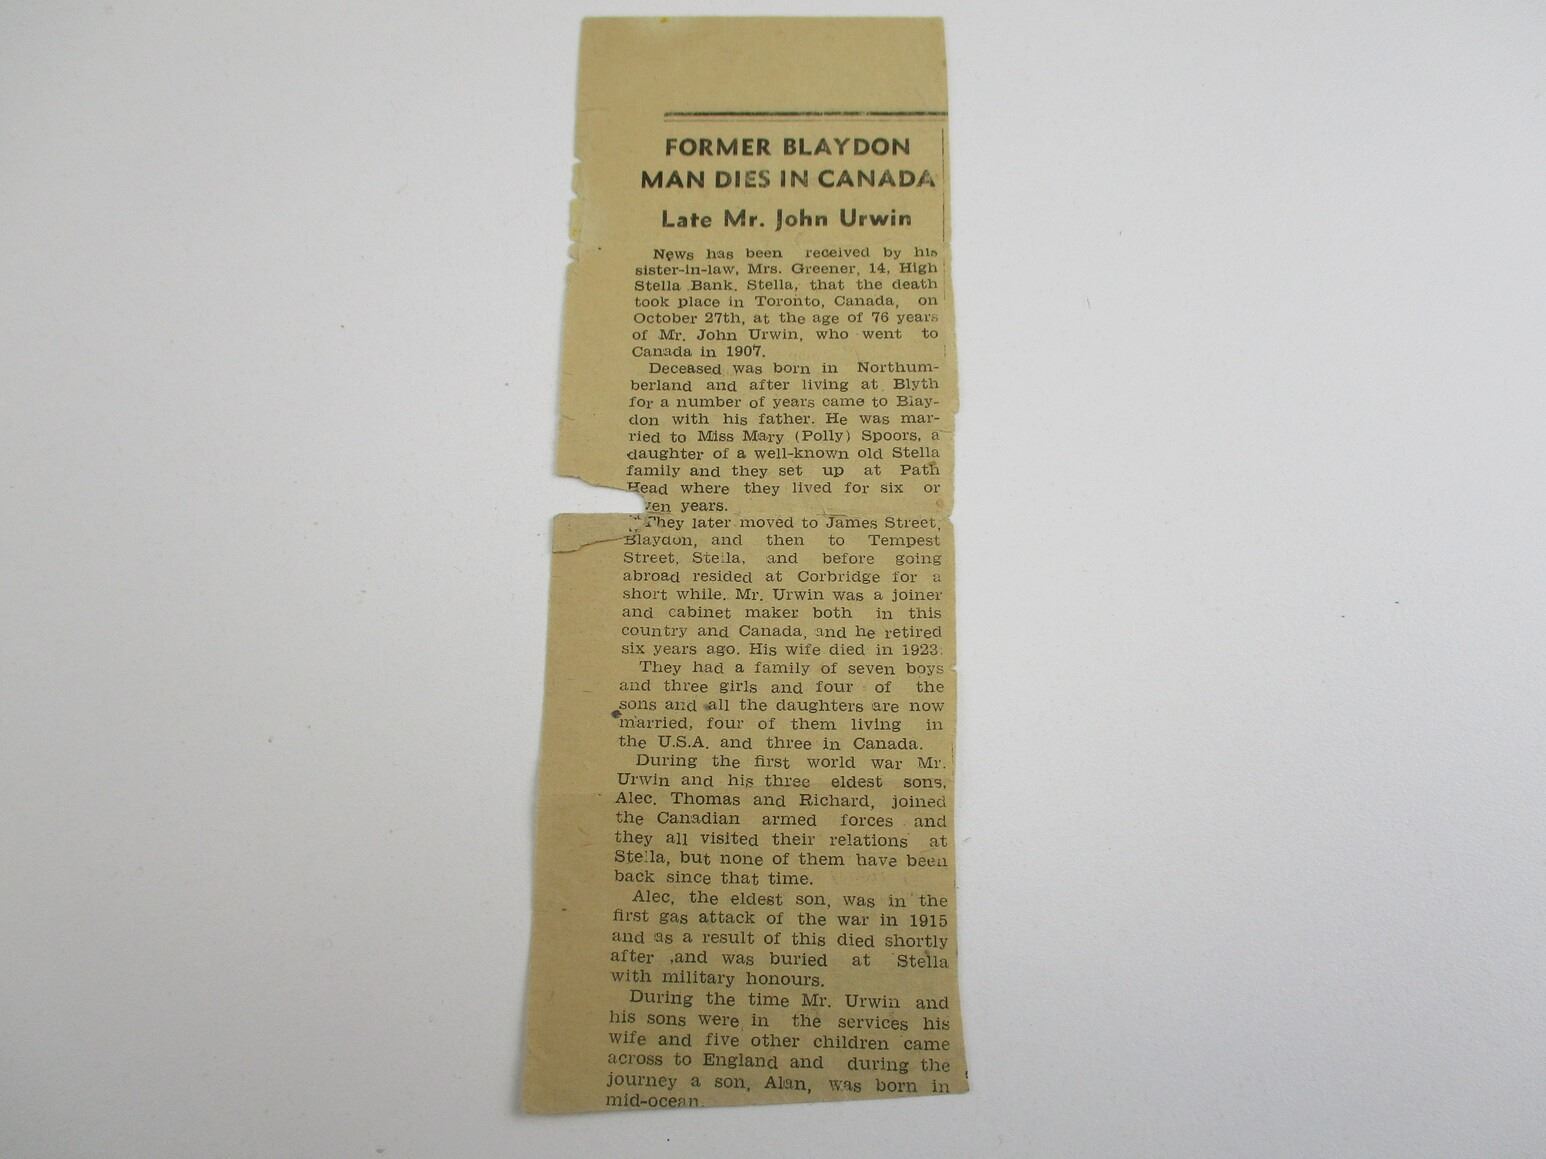 FORMER BLAYDON
MAN DIES IN CANADA
Late Mr. John Urwin
News has been received by his
sister-in-law, Mrs. Greener, 14, High
Stella Bank. Stella, that the death
took place in Toronto, Canada, on
October 27th, at the age of 76 years
of Mr. John Urwin, who went to
Canada in 1907.
Deceased was born in Northum-
berland and after living at Blyth
for a number of years came to Blay-
don with his father. He was mar-
ried to Miss Mary (Polly) Spoors, a
daughter of a well-known old Stella
family and they set up at Path
Head where they lived for six or
ven years.
They later moved to James Street,
Blaydon, and then to Tempest
Street, Stella, and before going
abroad resided at Corbridge for a
short while. Mr. Urwin was a joiner
and cabinet maker both in this
country and Canada, and he retired
six years ago. His wife died in 1923.
They had a family of seven boys
and three girls and four of the
sons and all the daughters are now
married, four of them living in
the U.S.A. and three in Canada.
During the first world war Mr.
Urwin and his three eldest sons,
Alec. Thomas and Richard, joined
the Canadian armed forces and
they all visited their relations at
Stella, but none of them have been
back since that time.
Alec, the eldest son, was in the
first gas attack of the war in 1915
and as a result of this died shortly
after ,and was buried at Stella
with military honours.
During the time Mr. Urwin and
his sons were in the services his
wife and five other children came
across to England and during the
journey a son, Alan, was born in
mid-ocean.